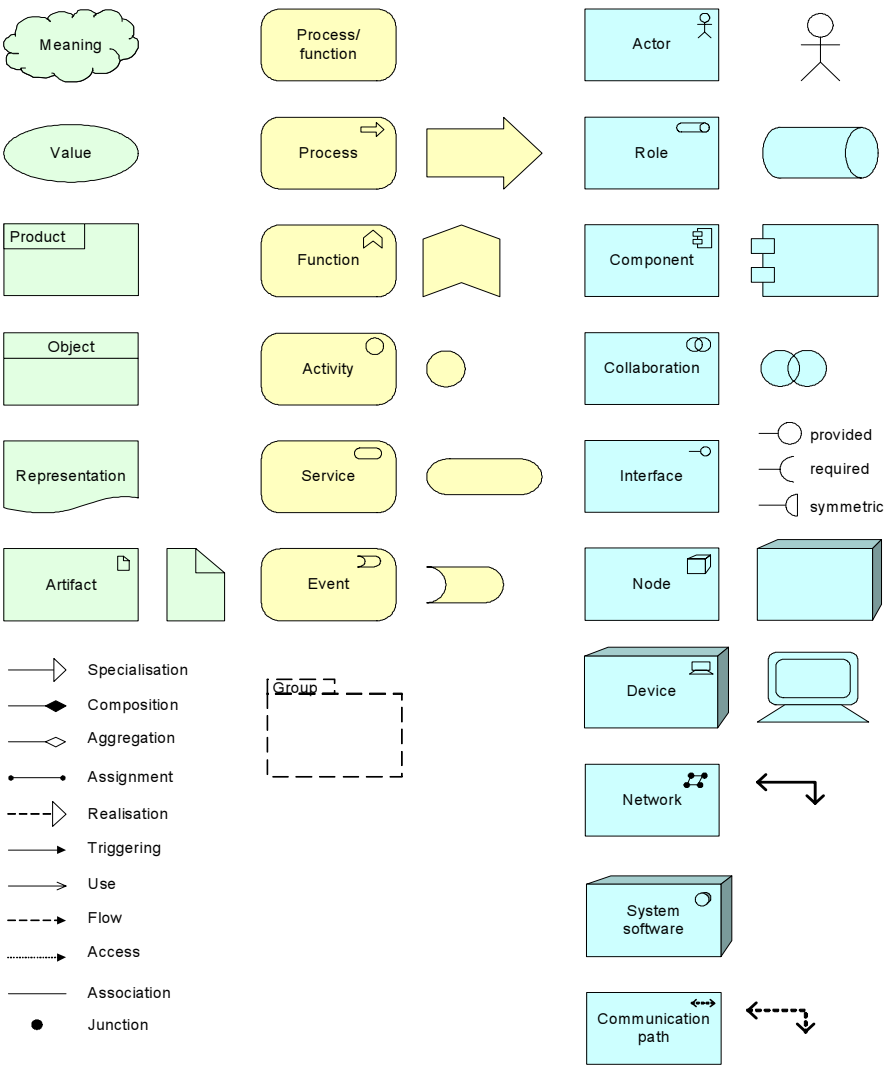 Meaning
Value
Product
Object
Representation
Artifact
Specialisation
Composition
Aggregation
Assignment
Realisation
Triggering
Use
Flow
Access
Association
Junction
Process/
function
Process
Function
Activity
Service
Event
Group
Actor
Role
Component
Collaboration
Interface
provided
required
symmetric
Node
Device
Network
System
software
Communication
path